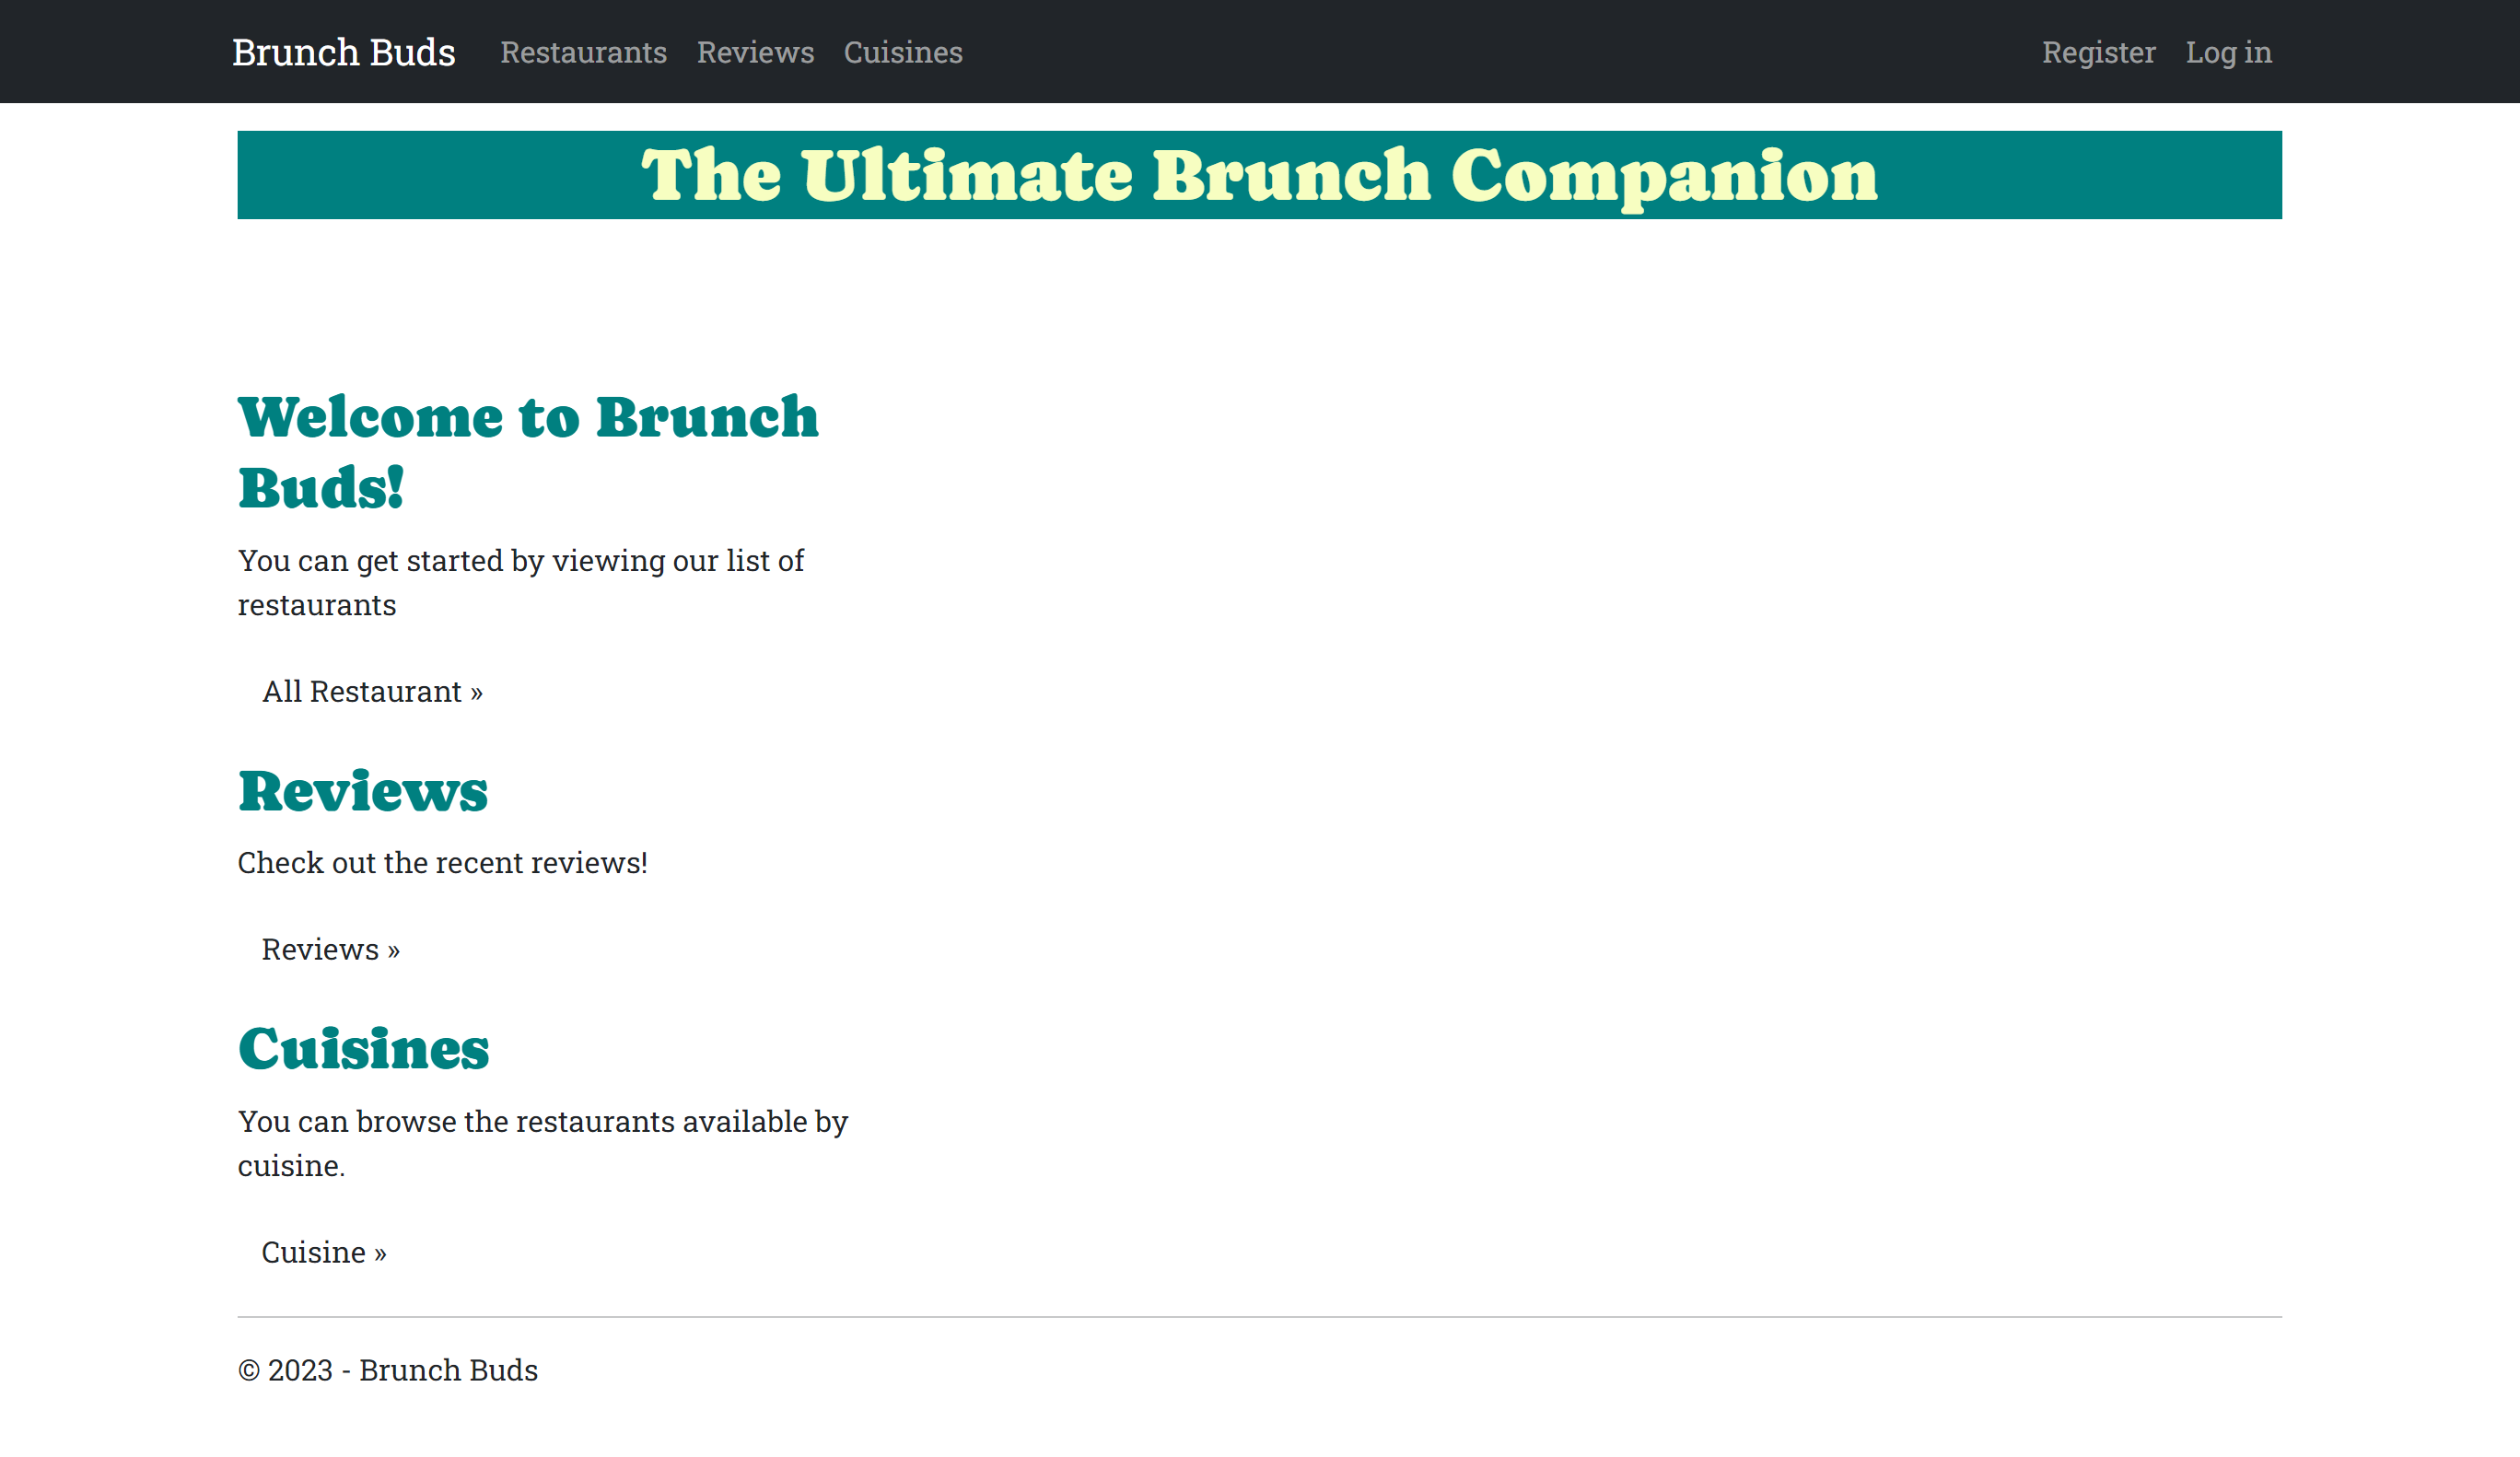 Brunch Buds Restaurants Reviews Cuisines Register Log in
The Ultimate Brunch Companion
Welcome to Brunch
Buds!
You can get started by viewing our list of
restaurants
All Restaurant »
Reviews
Check out the recent reviews!
Reviews »
Cuisines
You can browse the restaurants available by
cuisine.
Cuisine »
© 2023 - Brunch Buds